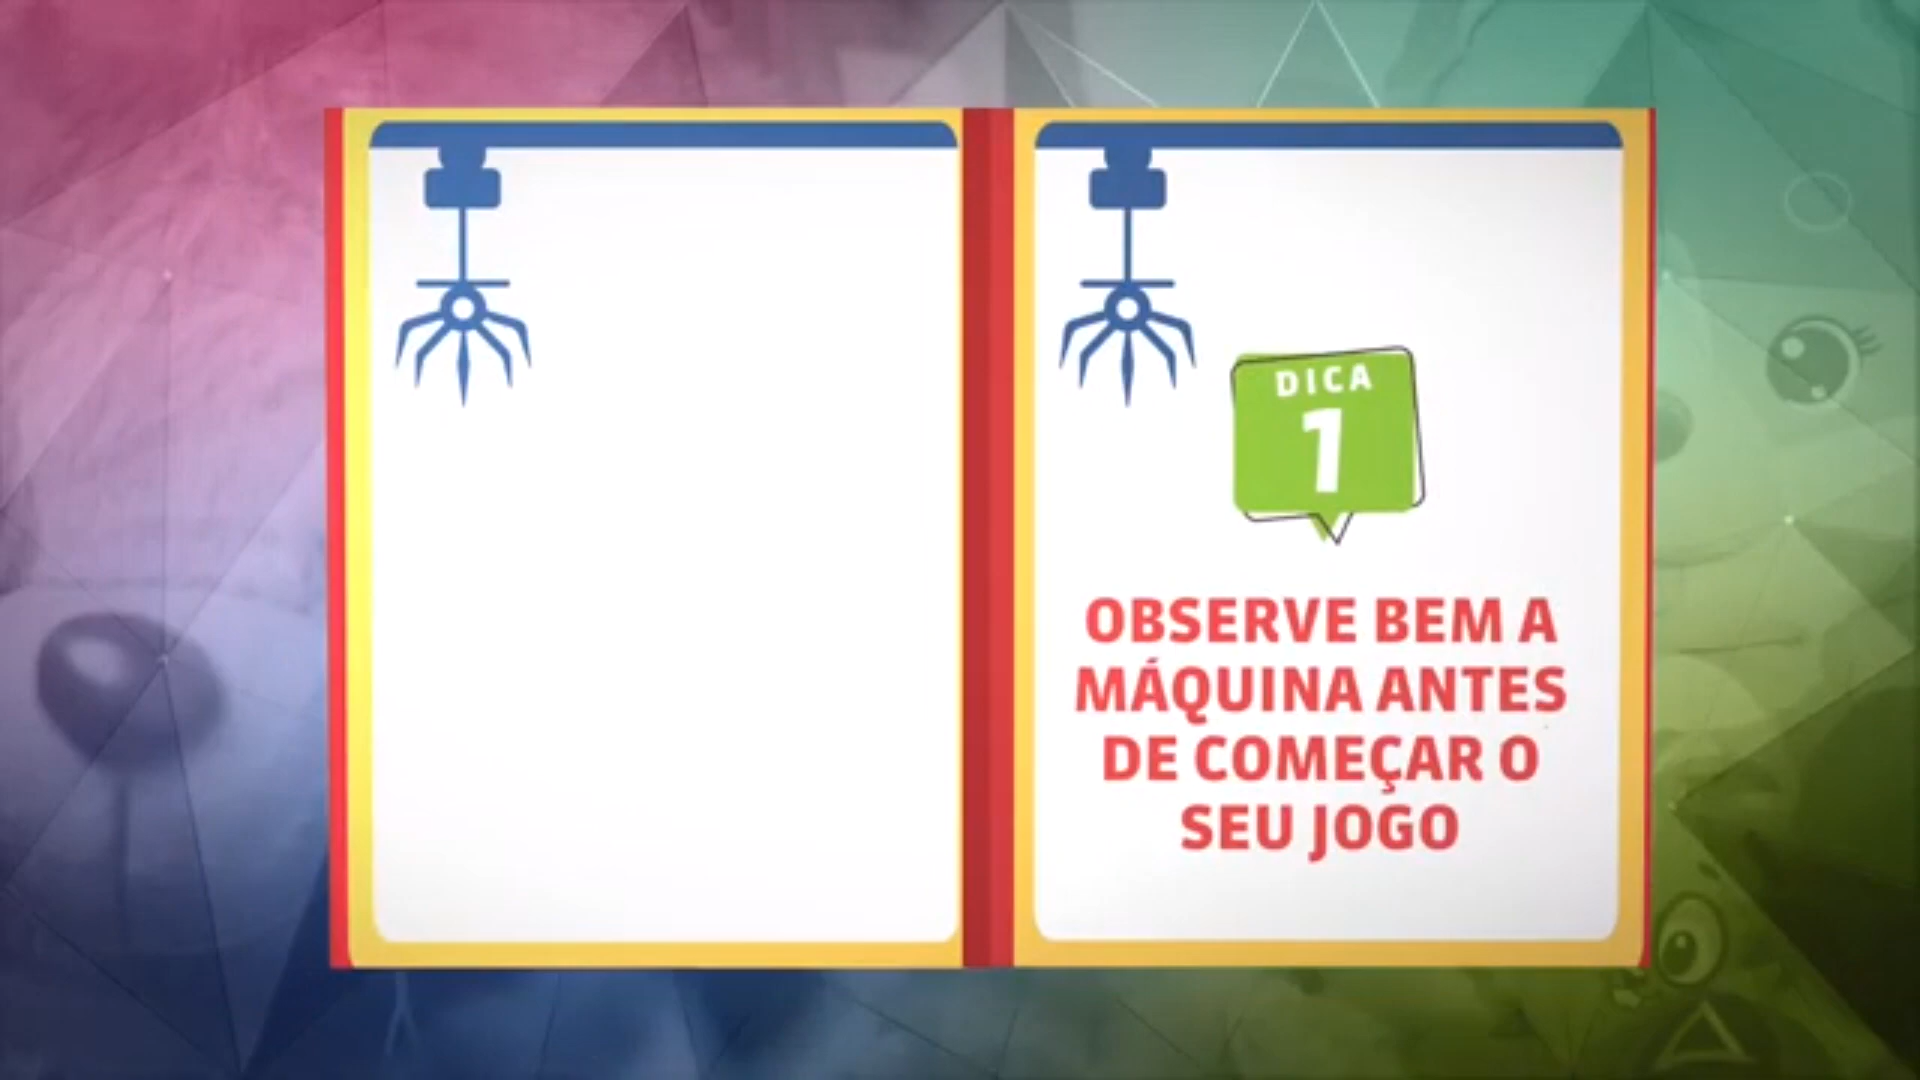 DICA
1
OBSERVE BEM A
MÁQUINA ANTES
DE COMEÇAR O
SEU JOGO